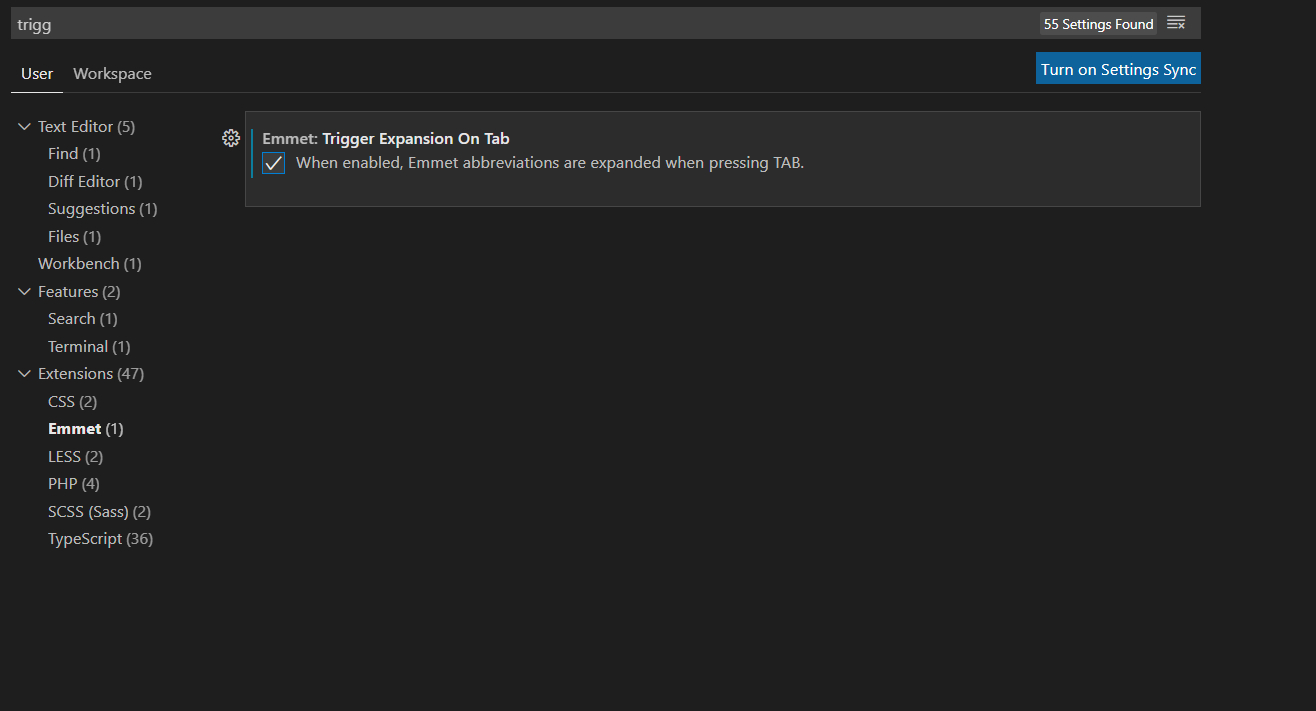 trigg
55 Settings Found
User Workspace
Turn on Settings Sync
Text Editor (5)
Find (1)
Diff Editor (1)
Suggestions (1)
Files (1)
Workbench (1)
Features (2)
Search (1)
Terminal (1)
Extensions (47)
CSS (2)
Emmet (1)
LESS (2)
PHP (4)
SCSS (Sass) (2)
TypeScript (36)
Emmet: Trigger Expansion On Tab
When enabled, Emmet abbreviations are expanded when pressing TAB.